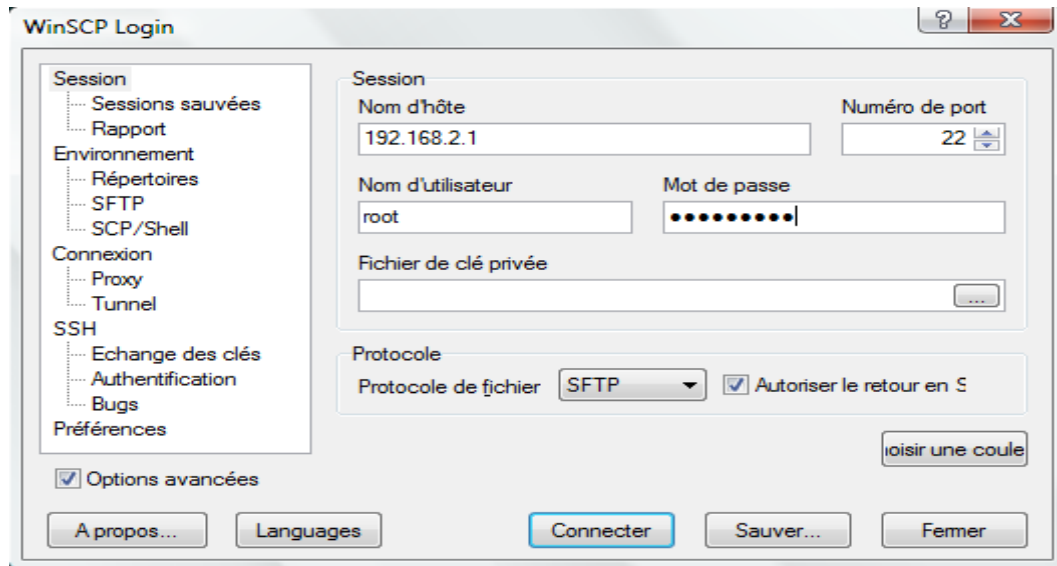 WinSCP Login
Session
Sessions sauvées
Rapport
Environnement
Répertoires
SFTP
SCP/Shell
Connexion
Proxy
Tunnel
SSH
Echange des clés
Authentification
Bugs
Préférences
Options avancées
Session
Nom d'hôte
Numéro de port
192.168.2.1
22
Nom d'utilisateur
Mot de passe
root
●●●●●●●●●
Fichier de clé privée
...
Protocole
Protocole de fichier
SFTP
Autoriser le retour en S
oisir une coule
A propos...
Languages
Connecter
Sauver...
Fermer